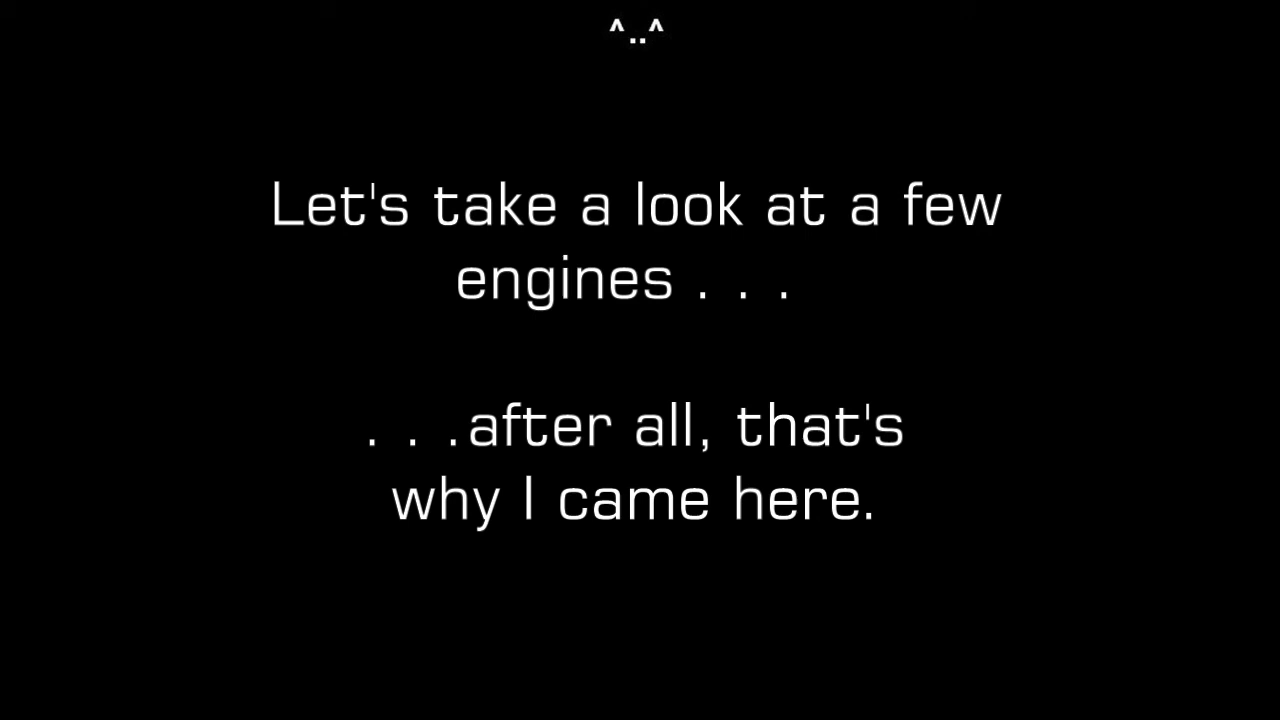 ^..^
Let's take a look at a few
engines . . .
. . .after all, that's
why I came here.